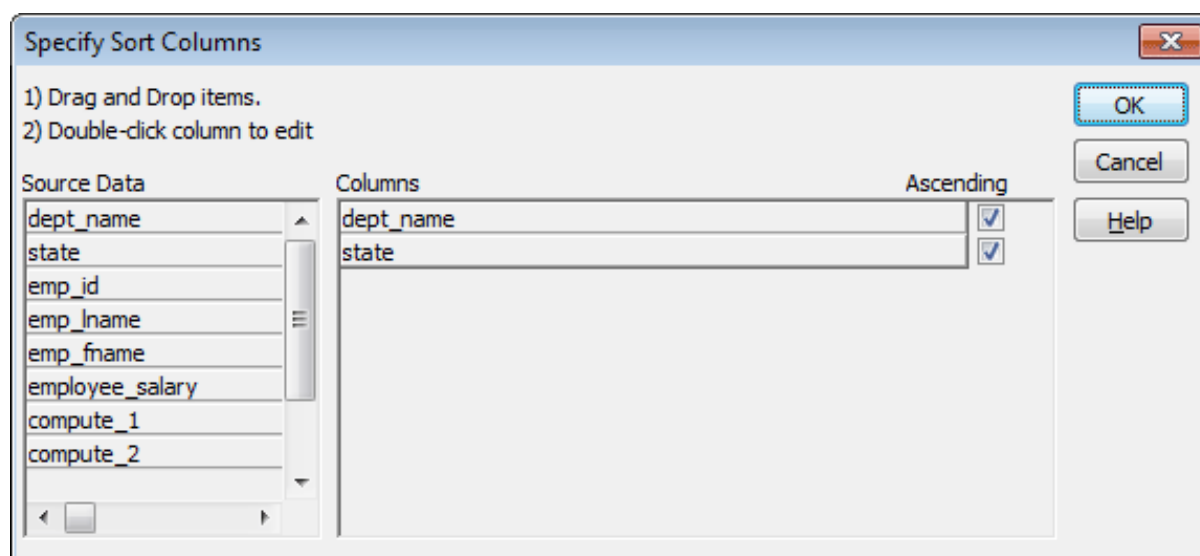 Specify Sort Columns
1) Drag and Drop items.
2) Double-click column to edit
OK
Cancel
Help
Source Data
dept_name
state
emp_id
emp_lname
emp_fname
employee_salary
compute_1
compute_2
Columns Ascending
dept_name
state